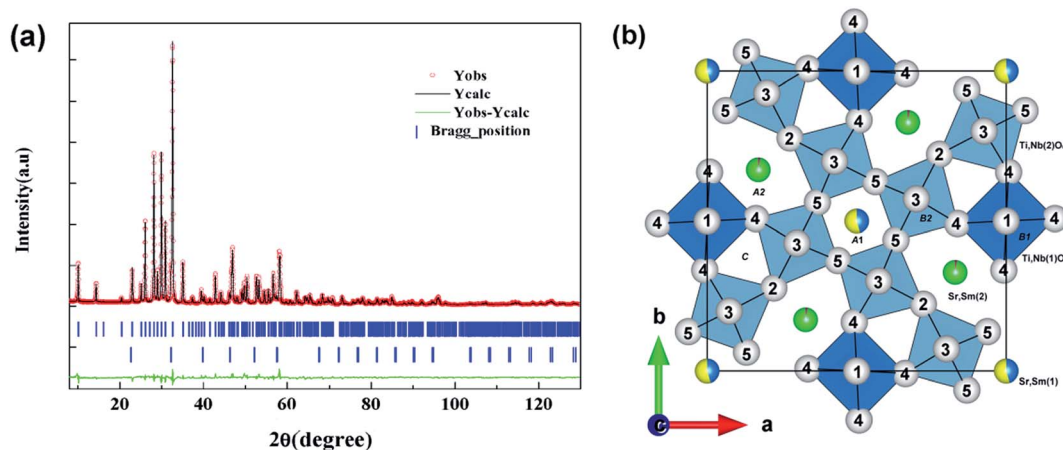 (a)
Yobs
Ycalc
Yobs-Ycalc
Bragg_position
Intensity(a.u)
20 40 60 80 100 120
2θ(degree)
(b)
4
5 4 1 4 5 5
3 3
5 4 4 2 2 Ti,Nb(2)O
3
A2 5 3 4
4
4 1 4 5 A1 B2 4 1 4
B1
C 3 5 5 Ti,Nb(1)O
4 4
2 3 Sr,Sm(2)
3 4 2
5 5 3 5
4 1 4 Sr,Sm(1)
5
4
b
c
a